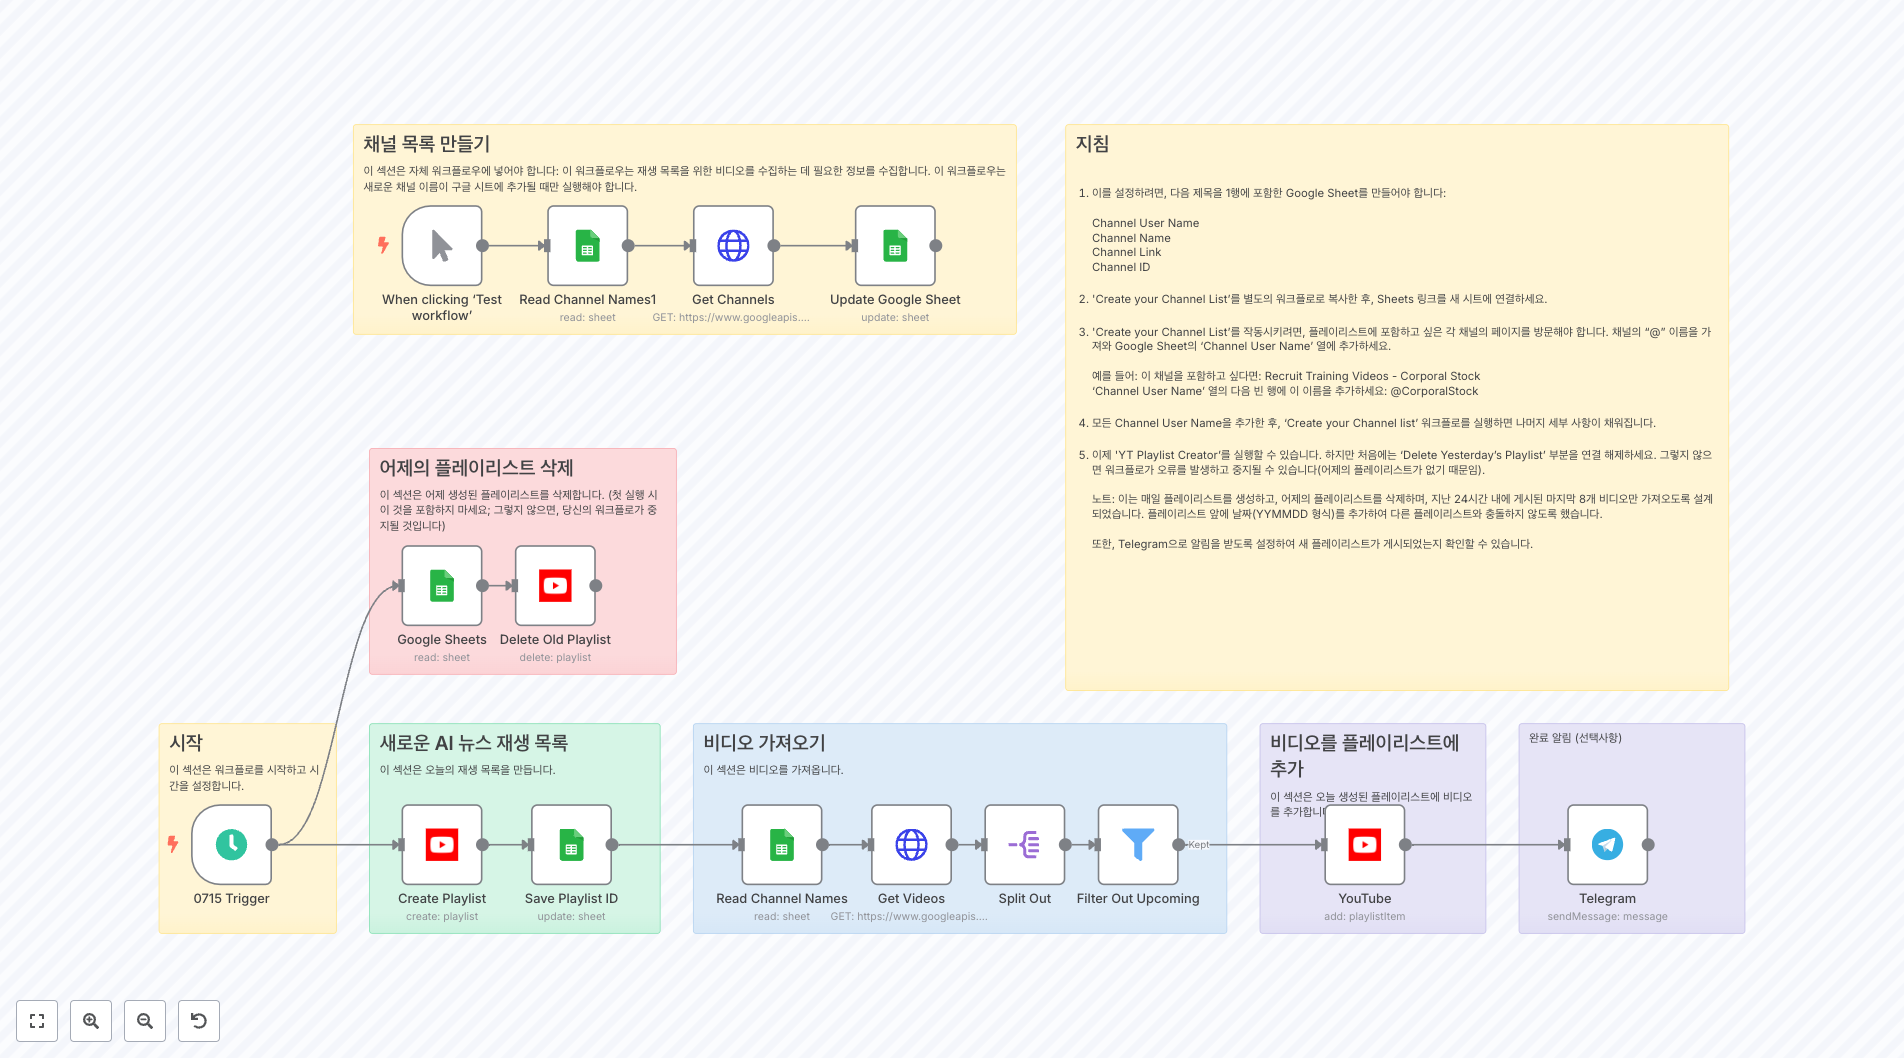 채널 목록 만들기
이 섹션은 자체 워크플로우에 넣어야 합니다: 이 워크플로우는 재생 목록을 위한 비디오를 수집하는 데 필요한 정보를 수집합니다. 이 워크플로우는
새로운 채널 이름이 구글 시트에 추가될 때만 실행해야 합니다.
When clicking ‘Test
workflow’
Read Channel Names1
read: sheet
Get Channels
GET: https://www.googleapis....
Update Google Sheet
update: sheet
지침
1. 이를 설정하려면, 다음 제목을 1행에 포함한 Google Sheet를 만들어야 합니다:
Channel User Name
Channel Name
Channel Link
Channel ID
2. 'Create your Channel List'를 별도의 워크플로로 복사한 후, Sheets 링크를 새 시트에 연결하세요.
3. 'Create your Channel List’를 작동시키려면, 플레이리스트에 포함하고 싶은 각 채널의 페이지를 방문해야 합니다. 채널의 “@” 이름을 가
져와 Google Sheet의 ‘Channel User Name’ 열에 추가하세요.
예를 들어: 이 채널을 포함하고 싶다면: Recruit Training Videos - Corporal Stock
‘Channel User Name’ 열의 다음 빈 행에 이 이름을 추가하세요: @CorporalStock
4. 모든 Channel User Name을 추가한 후, ‘Create your Channel list’ 워크플로를 실행하면 나머지 세부 사항이 채워집니다.
5. 이제 'YT Playlist Creator'를 실행할 수 있습니다. 하지만 처음에는 ‘Delete Yesterday’s Playlist’ 부분을 연결 해제하세요. 그렇지 않으
면 워크플로가 오류를 발생하고 중지될 수 있습니다(어제의 플레이리스트가 없기 때문임).
노트: 이는 매일 플레이리스트를 생성하고, 어제의 플레이리스트를 삭제하며, 지난 24시간 내에 게시된 마지막 8개 비디오만 가져오도록 설계
되었습니다. 플레이리스트 앞에 날짜(YYMMDD 형식)를 추가하여 다른 플레이리스트와 충돌하지 않도록 했습니다.
또한, Telegram으로 알림을 받도록 설정하여 새 플레이리스트가 게시되었는지 확인할 수 있습니다.
어제의 플레이리스트 삭제
이 섹션은 어제 생성된 플레이리스트를 삭제합니다. (첫 실행 시
이 것을 포함하지 마세요; 그렇지 않으면, 당신의 워크플로가 중
지될 것입니다)
Google Sheets
read: sheet
Delete Old Playlist
delete: playlist
시작
이 섹션은 워크플로를 시작하고 시
간을 설정합니다.
0715 Trigger
새로운 AI 뉴스 재생 목록
이 섹션은 오늘의 재생 목록을 만듭니다.
Create Playlist
create: playlist
Save Playlist ID
update: sheet
비디오 가져오기
이 섹션은 비디오를 가져옵니다.
Read Channel Names
read: sheet
Get Videos
GET: https://www.googleapis....
Split Out
Filter Out Upcoming
Kept
비디오를 플레이리스트에
추가
이 섹션은 오늘 생성된 플레이리스트에 비디오
를 추가합니
YouTube
add: playlistItem
완료 알림 (선택사항)
Telegram
sendMessage: message